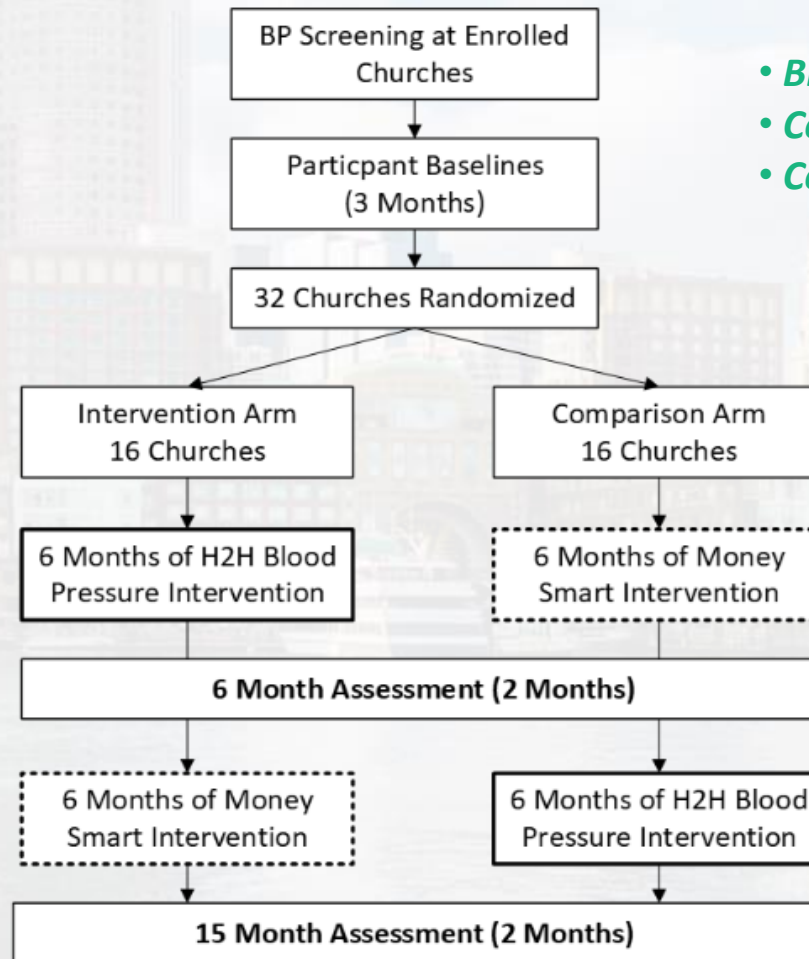 BP Screening at Enrolled
Churches
Particpant Baselines
(3 Months)
32 Churches Randomized
Intervention Arm
16 Churches
Comparison Arm
16 Churches
6 Months of H2H Blood
Pressure Intervention
6 Months of Money
Smart Intervention
6 Month Assessment (2 Months)
6 Months of Money
Smart Intervention
6 Months of H2H Blood
Pressure Intervention
15 Month Assessment (2 Months)